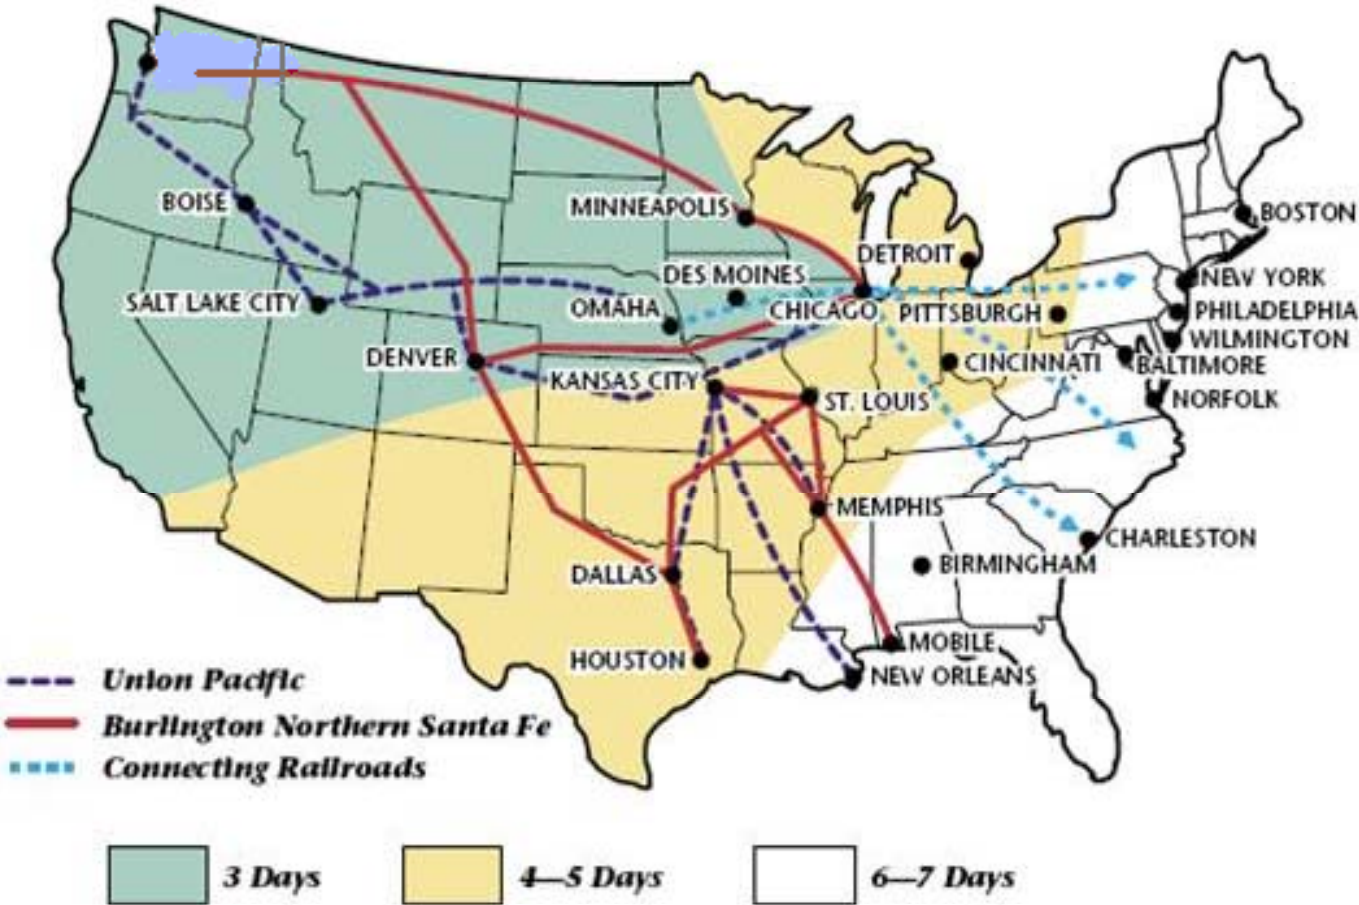 BOISE
MINNEAPOLIS
BOSTON
DETROIT
DES MOINES
NEW YORK
SALT LAKE CITY
OMAHA
CHICAGO
PITTSBURGH
PHILADELPHIA
WILMINGTON
DENVER
CINCINNATI
BALTIMORE
KANSAS CITY
ST. LOUIS
NORFOLK
MEMPHIS
CHARLESTON
BIRMINGHAM
DALLAS
MOBILE
HOUSTON
NEW ORLEANS
Union Pacific
Burlington Northern Santa Fe
Connecting Railroads
3 Days
4—5 Days
6—7 Days